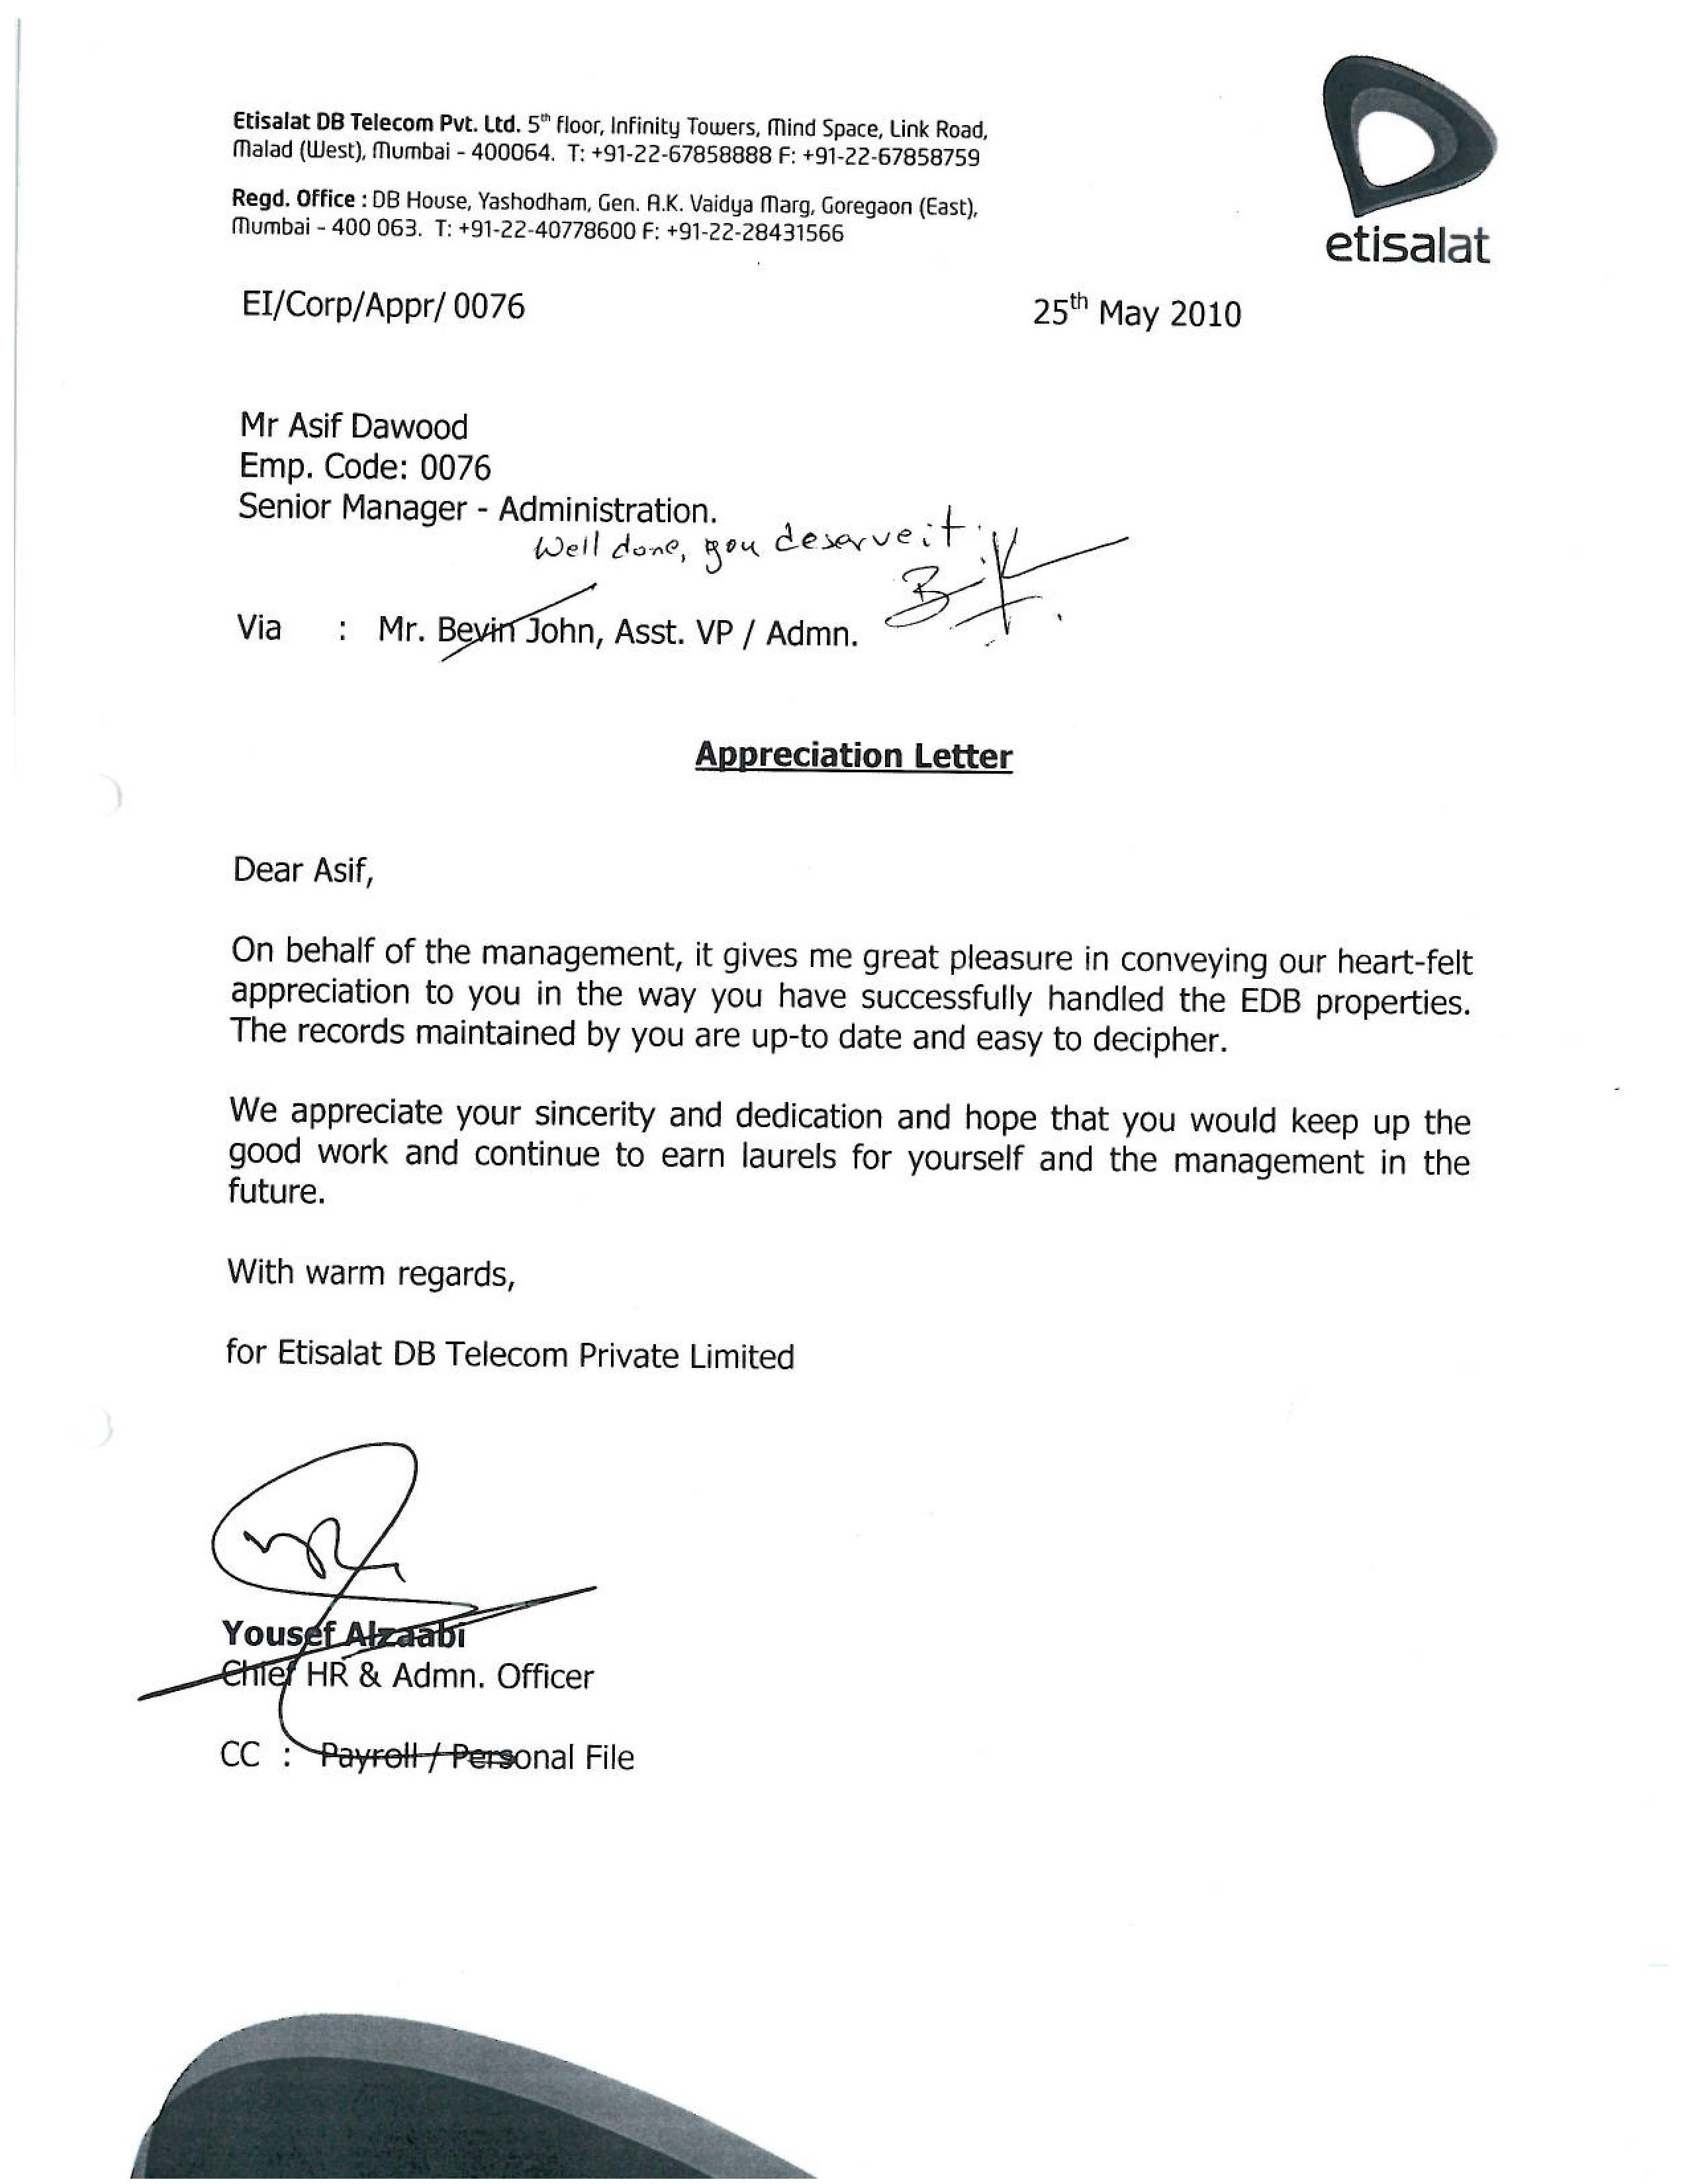 Etisalat DB Telecom Pvt. Ltd. 5th floor, Infinity Towers, Mind Space, Link Road,
Malad (West), Mumbai - 400064. T: +91-22-67858888 F: +91-22-67858759
Regd. Office : DB House, Yashodham, Gen. A.K. Vaidya Marg, Goregaon (East),
Mumbai - 400 063. T: +91-22-40778600 F: +91-22-28431566
etisalat
EI/Corp/Appr/ 0076
25th May 2010
Mr Asif Dawood
Emp. Code: 0076
Senior Manager - Administration.
Well done, you deserve it.
Via : Mr. Bevin John, Asst. VP / Admn.
Appreciation Letter
Dear Asif,
On behalf of the management, it gives me great pleasure in conveying our heart-felt
appreciation to you in the way you have successfully handled the EDB properties.
The records maintained by you are up-to date and easy to decipher.
We appreciate your sincerity and dedication and hope that you would keep up the
good work and continue to earn laurels for yourself and the management in the
future.
With warm regards,
for Etisalat DB Telecom Private Limited
Yousef Alzaabi
Chief HR & Admn. Officer
CC : Payroll / Personal File